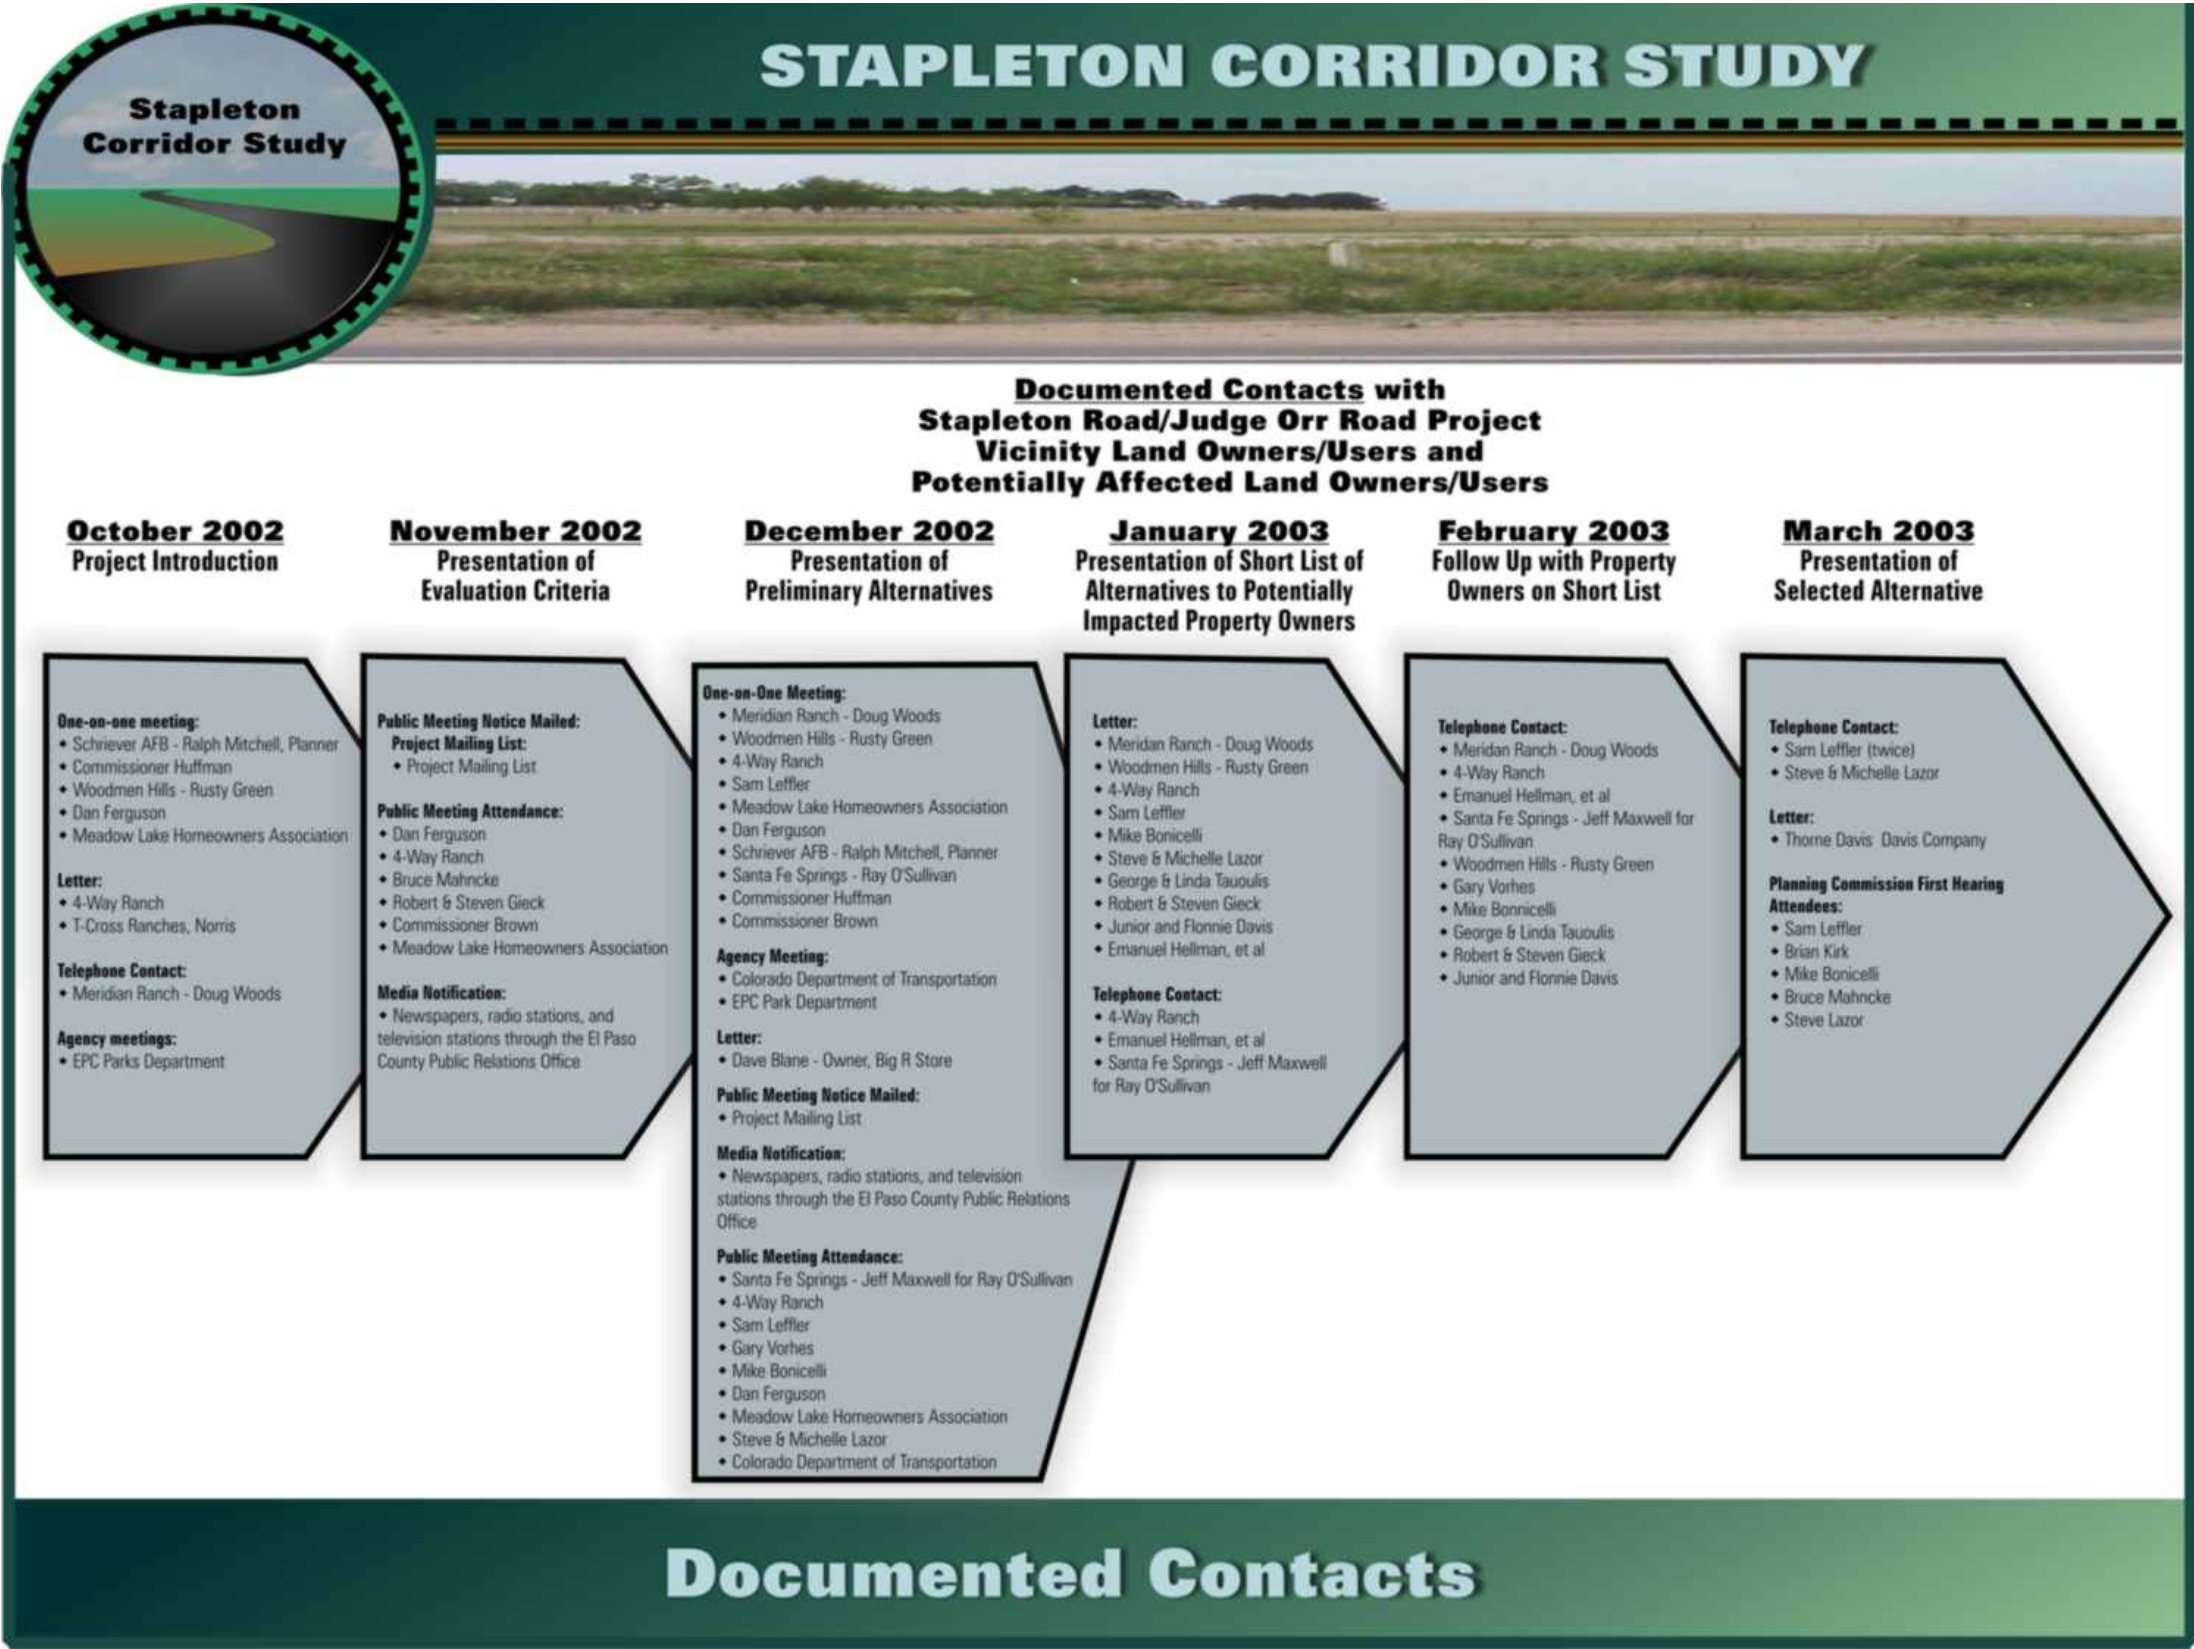 STAPLETON CORRIDOR STUDY
Stapleton
Corridor Study
Documented Contacts with
Stapleton Road/Judge Orr Road Project
Vicinity Land Owners/Users and
Potentially Affected Land Owners/Users
October 2002
Project Introduction
One-on-one meeting:
• Schriever AFB - Ralph Mitchell, Planner
• Commissioner Huffman
• Woodmen Hills - Rusty Green
• Dan Ferguson
• Meadow Lake Homeowners Association
Letter:
• 4-Way Ranch
• T-Cross Ranches, Norris
Telephone Contact:
• Meridian Ranch - Doug Woods
Agency meetings:
• EPC Parks Department
November 2002
Presentation of
Evaluation Criteria
Public Meeting Notice Mailed:
Project Mailing List:
• Project Mailing List
Public Meeting Attendance:
• Dan Ferguson
• 4-Way Ranch
• Bruce Mahncke
• Robert & Steven Gieck
• Commissioner Brown
• Meadow Lake Homeowners Association
Media Notification:
• Newspapers, radio stations, and
television stations through the El Paso
County Public Relations Office
December 2002
Presentation of
Preliminary Alternatives
One-on-One Meeting:
• Meridian Ranch - Doug Woods
• Woodmen Hills - Rusty Green
• 4-Way Ranch
• Sam Leffler
• Meadow Lake Homeowners Association
• Dan Ferguson
• Schriever AFB - Ralph Mitchell, Planner
• Santa Fe Springs - Ray O'Sullivan
• Commissioner Huffman
• Commissioner Brown
Agency Meeting:
• Colorado Department of Transportation
• EPC Park Department
Letter:
• Dave Blane - Owner, Big R Store
Public Meeting Notice Mailed:
• Project Mailing List
Media Notification:
• Newspapers, radio stations, and television
stations through the El Paso County Public Relations
Office
Public Meeting Attendance:
• Santa Fe Springs - Jeff Maxwell for Ray O'Sullivan
• 4-Way Ranch
• Sam Leffler
• Gary Vorhes
• Mike Bonicelli
• Dan Ferguson
• Meadow Lake Homeowners Association
• Steve & Michelle Lazor
• Colorado Department of Transportation
January 2003
Presentation of Short List of
Alternatives to Potentially
Impacted Property Owners
Letter:
• Meridan Ranch - Doug Woods
• Woodmen Hills - Rusty Green
• 4-Way Ranch
• Sam Leffler
• Mike Bonicelli
• Steve & Michelle Lazor
• George & Linda Tauoulis
• Robert & Steven Gieck
• Junior and Flonnie Davis
• Emanuel Hellman, et al
Telephone Contact:
• 4-Way Ranch
• Emanuel Hellman, et al
• Santa Fe Springs - Jeff Maxwell
for Ray O'Sullivan
February 2003
Follow Up with Property
Owners on Short List
Telephone Contact:
• Meridan Ranch - Doug Woods
• 4-Way Ranch
• Emanuel Hellman, et al
• Santa Fe Springs - Jeff Maxwell for
Ray O'Sullivan
• Woodmen Hills - Rusty Green
• Gary Vorhes
• Mike Bonnicelli
• George & Linda Tauoulis
• Robert & Steven Gieck
• Junior and Flonnie Davis
March 2003
Presentation of
Selected Alternative
Telephone Contact:
• Sam Leffler (twice)
• Steve & Michelle Lazor
Letter:
• Thorne Davis Davis Company
Planning Commission First Hearing
Attendees:
• Sam Leffler
• Brian Kirk
• Mike Bonicelli
• Bruce Mahncke
• Steve Lazor
Documented Contacts